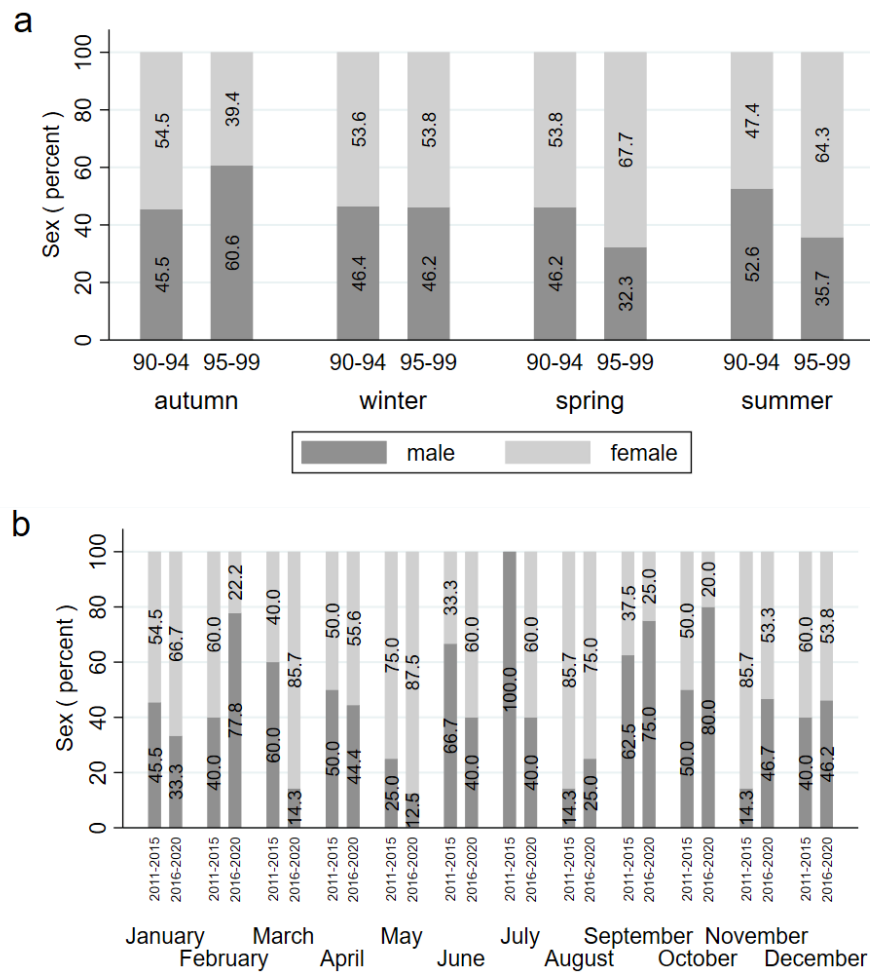 a
Sex ( percent )
100
80
60
40
20
0
54.5 39.4 53.6 53.8 53.8 67.7 47.4 64.3
45.5 60.6 46.4 46.2 46.2 32.3 52.6 35.7
90-94 95-99 90-94 95-99 90-94 95-99 90-94 95-99
autumn winter spring summer
male female
b
Sex ( percent )
100
80
60
40
20
0
54.5 66.7 60.0 22.2 40.0 85.7 50.0 55.6 75.0 87.5 33.3 60.0 60.0 85.7 75.0 37.5 25.0 50.0 20.0 85.7 53.3 60.0 53.8
45.5 33.3 40.0 77.8 60.0 14.3 50.0 44.4 25.0 12.5 66.7 40.0 100.0 40.0 14.3 25.0 62.5 75.0 50.0 80.0 14.3 46.7 40.0 46.2
2011-2015 2016-2020 2011-2015 2016-2020 2011-2015 2016-2020 2011-2015 2016-2020 2011-2015 2016-2020 2011-2015 2016-2020 2011-2015 2016-2020 2011-2015 2016-2020 2011-2015 2016-2020 2011-2015 2016-2020 2011-2015 2016-2020 2011-2015 2016-2020
January March May July September November
February April June August October December